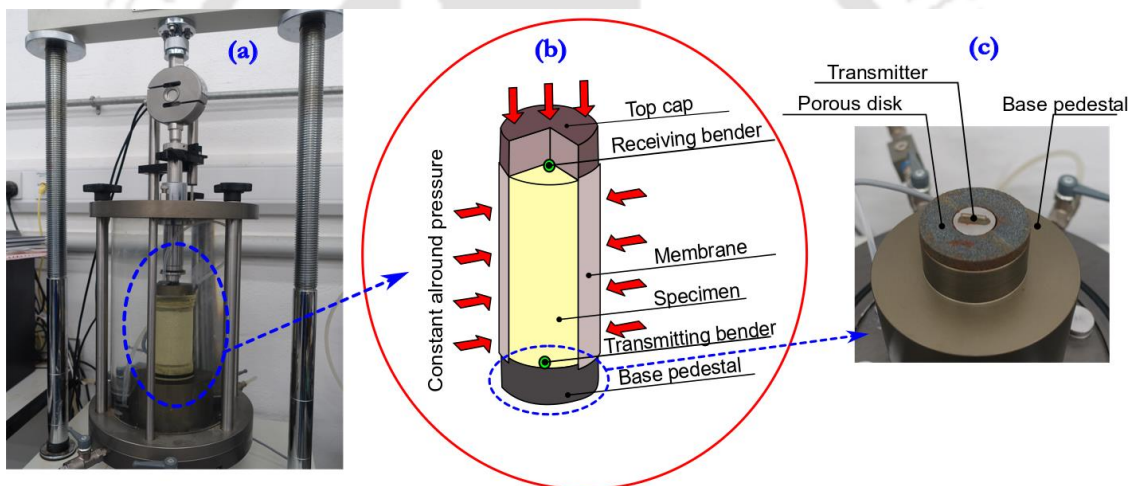 (a)
(b)
Top cap
Receiving bender
Constant alround pressure
Membrane
Specimen
Transmitting bender
Base pedestal
(c)
Transmitter
Porous disk
Base pedestal